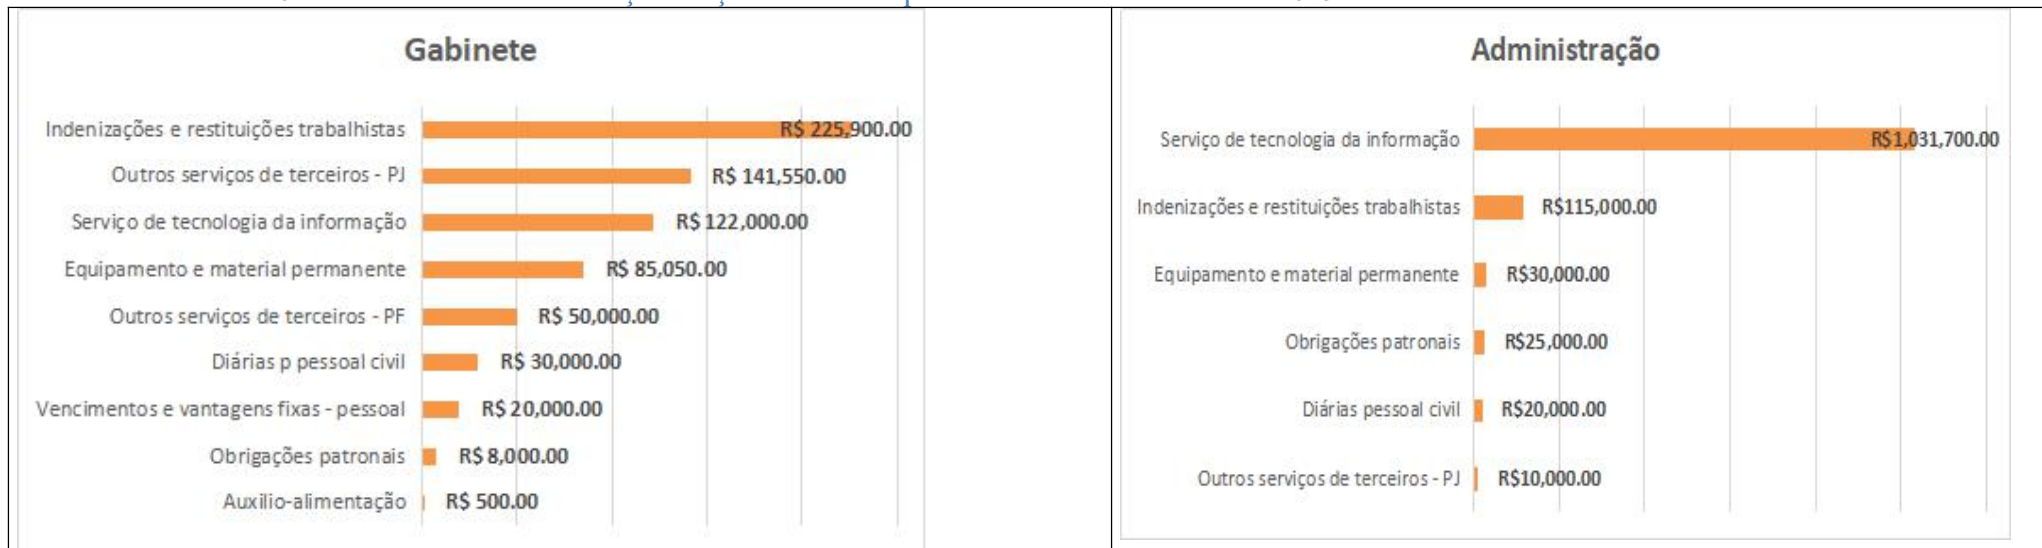 Gabinete
Indenizações e restituições trabalhistas R$ 225,900.00
Outros serviços de terceiros - PJ R$ 141,550.00
Serviço de tecnologia da informação R$ 122,000.00
Equipamento e material permanente R$ 85,050.00
Outros serviços de terceiros - PF R$ 50,000.00
Diárias p pessoal civil R$ 30,000.00
Vencimentos e vantagens fixas - pessoal R$ 20,000.00
Obrigações patronais R$ 8,000.00
Auxilio-alimentação R$ 500.00
Administração
Serviço de tecnologia da informação R$1,031,700.00
Indenizações e restituições trabalhistas R$115,000.00
Equipamento e material permanente R$30,000.00
Obrigações patronais R$25,000.00
Diárias pessoal civil R$20,000.00
Outros serviços de terceiros - PJ R$10,000.00